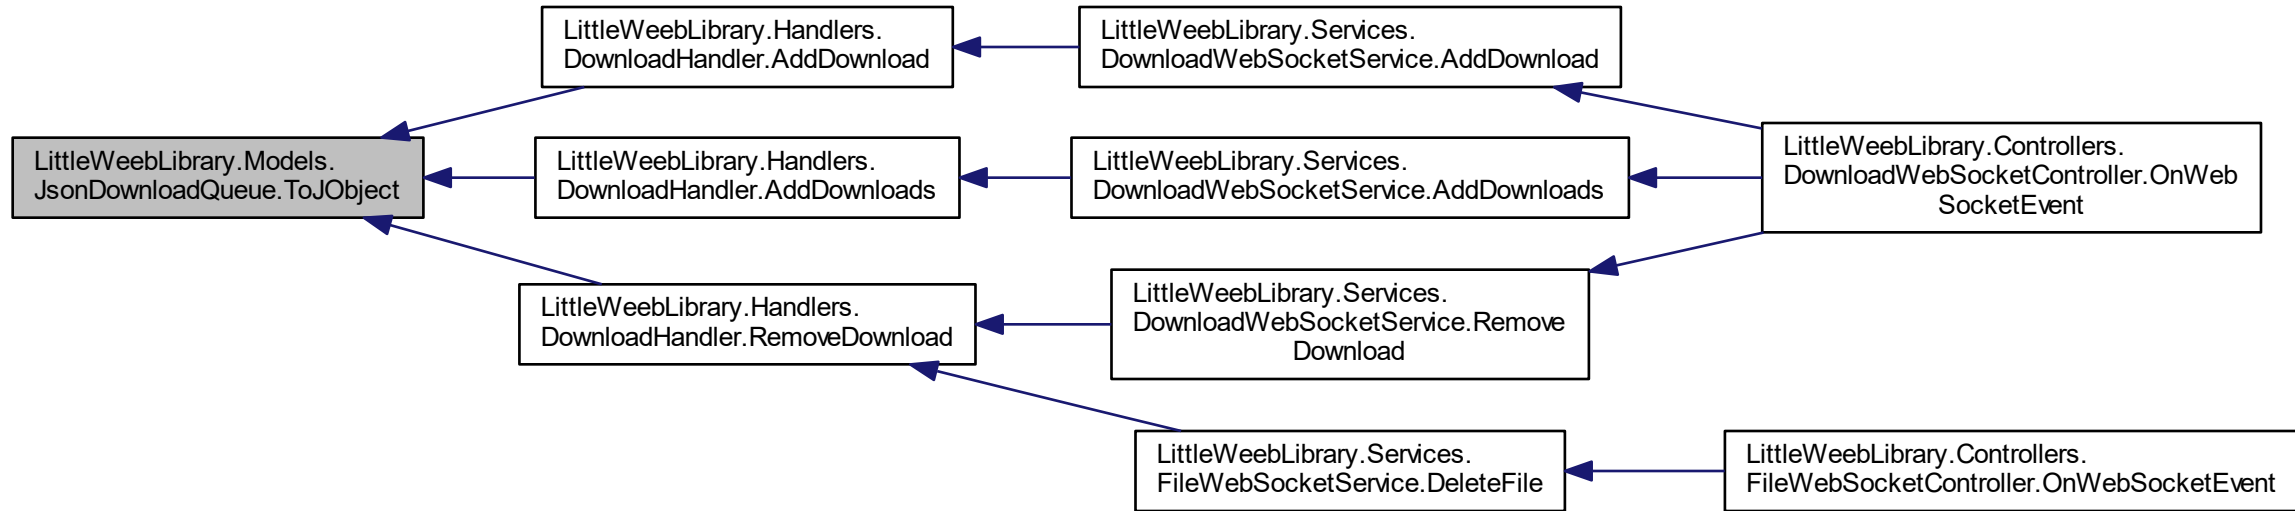 LittleWeebLibrary.Handlers.
DownloadHandler.AddDownload
LittleWeebLibrary.Services.
DownloadWebSocketService.AddDownload
LittleWeebLibrary.Models.
JsonDownloadQueue.ToJObject
LittleWeebLibrary.Handlers.
DownloadHandler.AddDownloads
LittleWeebLibrary.Services.
DownloadWebSocketService.AddDownloads
LittleWeebLibrary.Controllers.
DownloadWebSocketController.OnWeb
SocketEvent
LittleWeebLibrary.Handlers.
DownloadHandler.RemoveDownload
LittleWeebLibrary.Services.
DownloadWebSocketService.Remove
Download
LittleWeebLibrary.Services.
FileWebSocketService.DeleteFile
LittleWeebLibrary.Controllers.
FileWebSocketController.OnWebSocketEvent